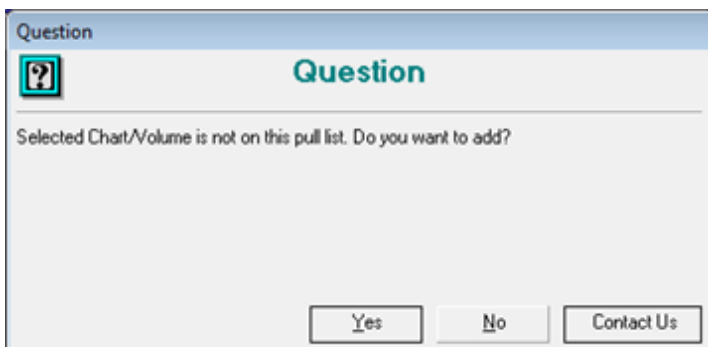 Question
Question
Selected Chart/Volume is not on this pull list. Do you want to add?
Yes No Contact Us